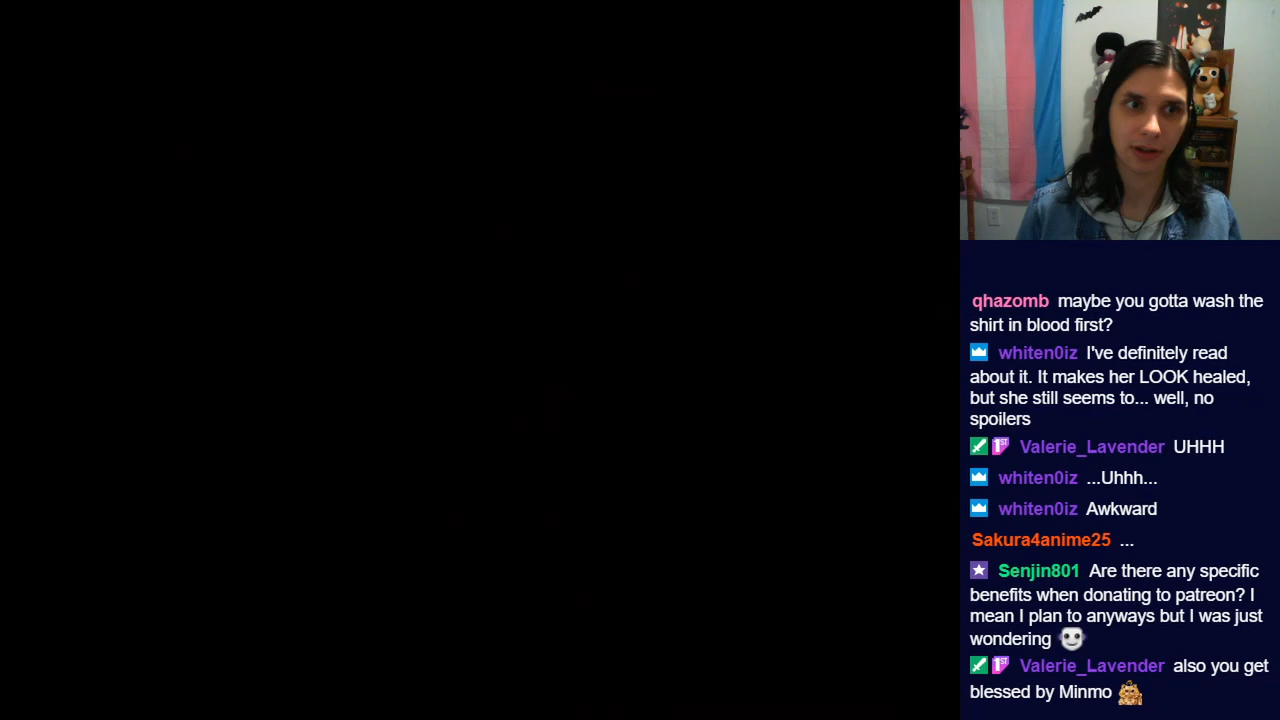 qhazomb maybe you gotta wash the
shirt in blood first?
whiten0iz I've definitely read
about it. It makes her LOOK healed,
but she still seems to... well, no
spoilers
1ST Valerie_Lavender UHHH
whiten0iz ...Uhhh...
whiten0iz Awkward
Sakura4anime25 ...
Senjin801 Are there any specific
benefits when donating to patreon? I
mean I plan to anyways but I was just
wondering
1ST Valerie_Lavender also you get
blessed by Minmo